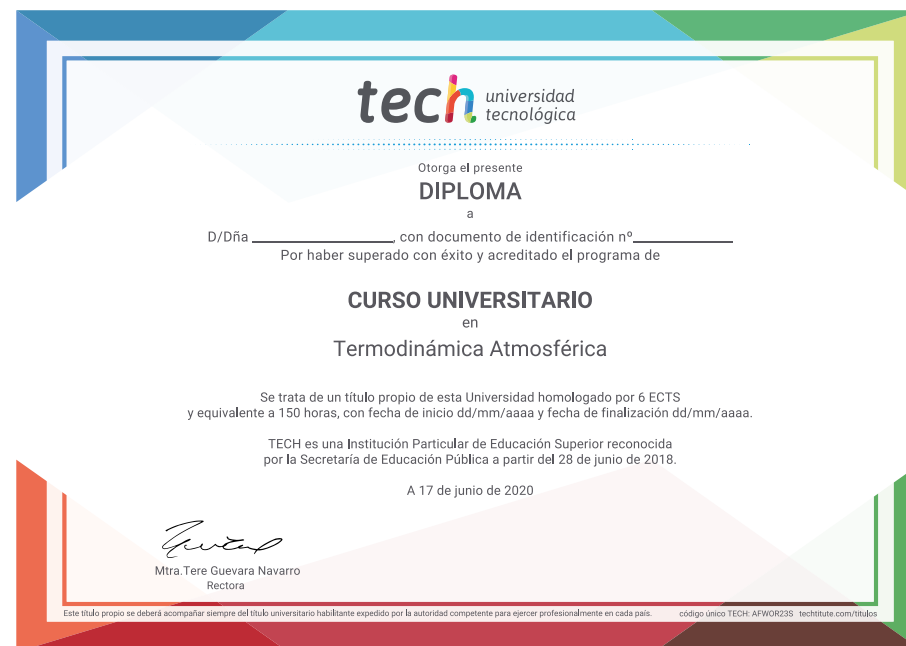 tech universidad
tecnológica
Otorga el presente
DIPLOMA
a
D/Dña ____________________, con documento de identificación nº______________
Por haber superado con éxito y acreditado el programa de
CURSO UNIVERSITARIO
en
Termodinámica Atmosférica
Se trata de un título propio de esta Universidad homologado por 6 ECTS
y equivalente a 150 horas, con fecha de inicio dd/mm/aaaa y fecha de finalización dd/mm/aaaa.
TECH es una Institución Particular de Educación Superior reconocida
por la Secretaría de Educación Pública a partir del 28 de junio de 2018.
A 17 de junio de 2020
Mtra.Tere Guevara Navarro
Rectora
Este título propio se deberá acompañar siempre del título universitario habilitante expedido por la autoridad competente para ejercer profesionalmente en cada país. código único TECH: AFWOR23S techtitute.com/titulos